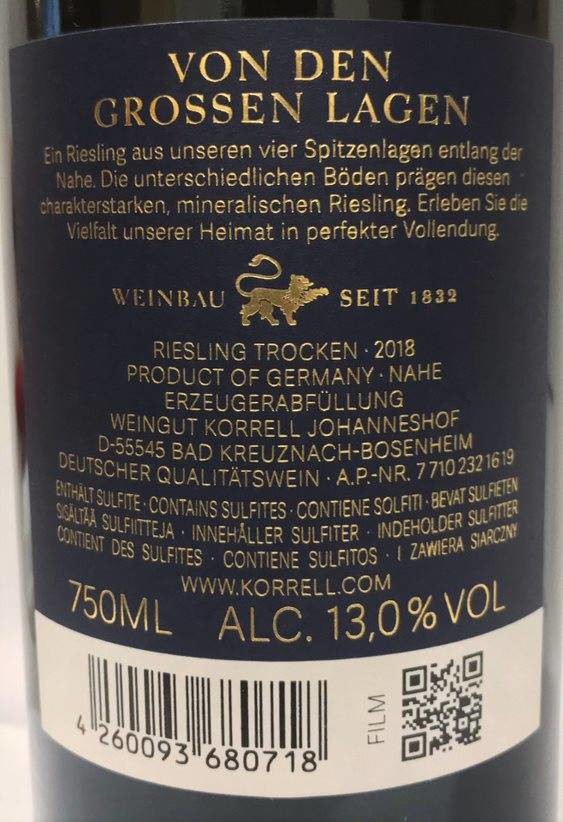 VON DEN
GROSSEN LAGEN
Ein Riesling aus unseren vier Spitzenlagen entlang der
Nahe. Die unterschiedlichen Böden prägen diesen
charakterstarken, mineralischen Riesling. Erleben Sie die
Vielfalt unserer Heimat in perfekter Vollendung.
WEINBAU SEIT 1832
RIESLING TROCKEN · 2018
PRODUCT OF GERMANY · NAHE
ERZEUGERABFÜLLUNG
WEINGUT KORRELL JOHANNESHOF
D-55545 BAD KREUZNACH-BOSENHEIM
DEUTSCHER QUALITÄTSWEIN · A.P.-NR. 7 710 232 16 19
ENTHÄLT SULFITE · CONTAINS SULFITES · CONTIENE SOLFITI · BEVAT SULFIETEN
SISÄLTÄÄ SULFIITTEJA · INNEHÅLLER SULFITER · INDEHOLDER SULFITTER
CONTIENT DES SULFITES · CONTIENE SULFITOS · I ZAWIERA SIARCZNY
WWW.KORRELL.COM
750ML ALC. 13,0 % VOL
FILM
4 260093 680718